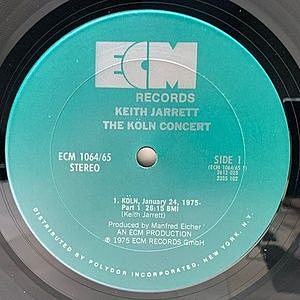 ECM
RECORDS
KEITH JARRETT
THE KÖLN CONCERT
ECM 1064/65
STEREO
SIDE 1
(ECM-1064/65
1. KÖLN, January 24, 1975-
Part 1 26:15 BMI
(Keith Jarrett)
Produced by Manfred Eicher
AN ECM PRODUCTION
℗ 1975 ECM RECORDS GmbH
DISTRIBUTED BY POLYDOR INCORPORATED, NEW YORK, N.Y.